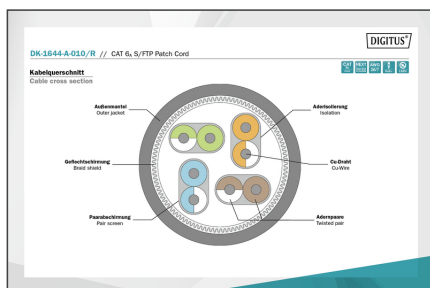 DIGITUS®
DK-1644-A-010/R // CAT 6A S/FTP Patch Cord
Kabelquerschnitt
Cable cross section
Außenmantel
Outer jacket
Aderisolierung
Isolation
Geflechtschirmung
Braid shield
Cu-Draht
Cu-Wire
Paarabschirmung
Pair screen
Adernpaare
Twisted pair